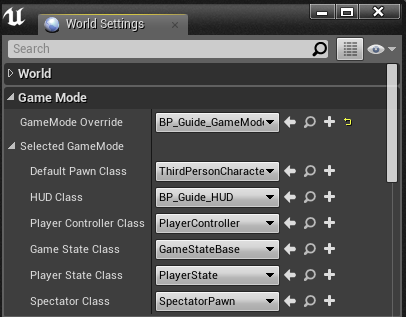 World Settings
Search
World
Game Mode
GameMode Override BP_Guide_GameMode
Selected GameMode
Default Pawn Class ThirdPersonCharacte
HUD Class BP_Guide_HUD
Player Controller Class PlayerController
Game State Class GameStateBase
Player State Class PlayerState
Spectator Class SpectatorPawn